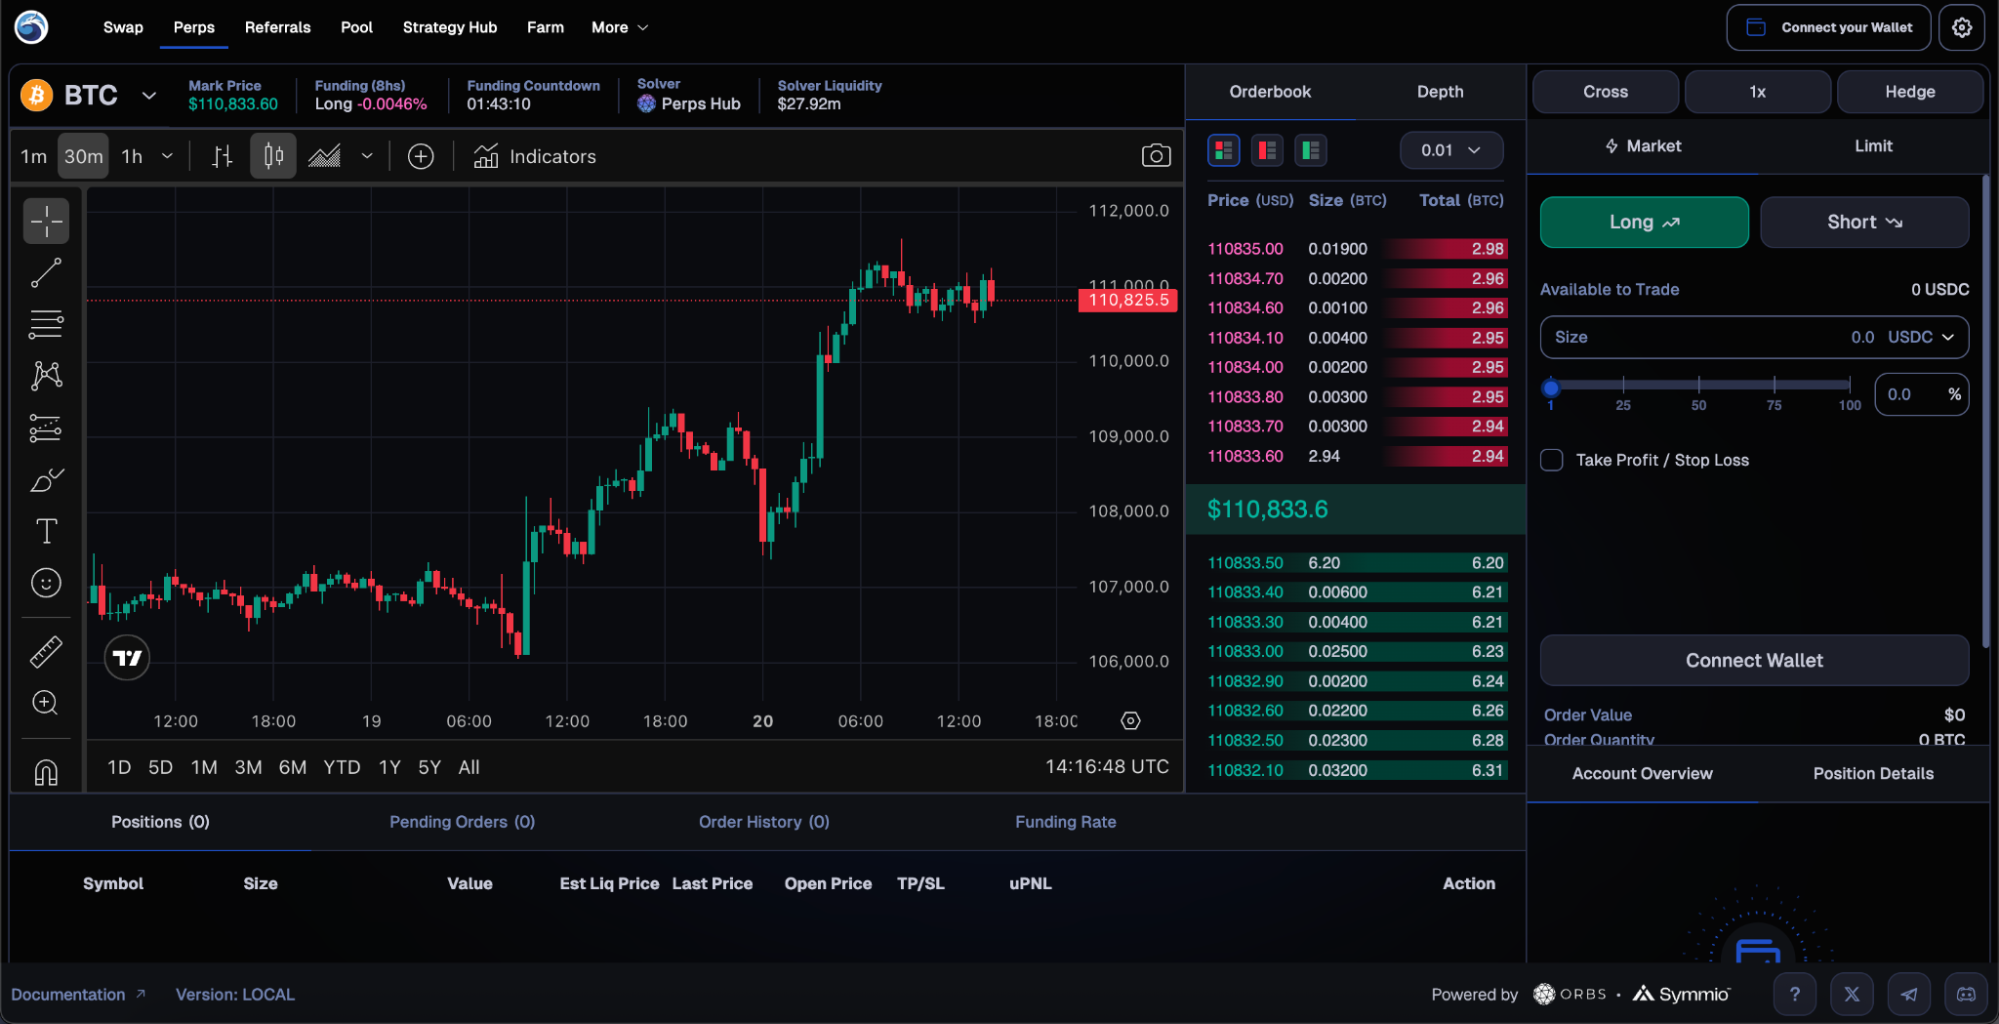 Swap Perps Referrals Pool Strategy Hub Farm More Connect your Wallet
BTC
Mark Price
$110,833.60
Funding (8hs)
Long -0.0046%
Funding Countdown
01:43:10
Solver
Perps Hub
Solver Liquidity
$27.92m
1m 30m 1h Indicators
112,000.0
111,000.0
110,825.5
110,000.0
109,000.0
108,000.0
107,000.0
106,000.0
12:00 18:00 19 06:00 12:00 18:00 20 06:00 12:00 18:00
1D 5D 1M 3M 6M YTD 1Y 5Y All 14:16:48 UTC
Orderbook Depth
0.01
Price (USD) Size (BTC) Total (BTC)
110835.00 0.01900 2.98
110834.70 0.00200 2.96
110834.60 0.00100 2.96
110834.10 0.00400 2.95
110834.00 0.00200 2.95
110833.80 0.00300 2.95
110833.70 0.00300 2.94
110833.60 2.94 2.94
$110,833.6
110833.50 6.20 6.20
110833.40 0.00600 6.21
110833.30 0.00400 6.21
110833.00 0.02500 6.23
110832.90 0.00200 6.24
110832.60 0.02200 6.26
110832.50 0.02300 6.28
110832.10 0.03200 6.31
Cross 1x Hedge
Market Limit
Long Short
Available to Trade 0 USDC
Size 0.0 USDC
1 25 50 75 100 0.0 %
Take Profit / Stop Loss
Connect Wallet
Order Value $0
Order Quantity 0 BTC
Account Overview Position Details
Positions (0) Pending Orders (0) Order History (0) Funding Rate
Symbol Size Value Est Liq Price Last Price Open Price TP/SL uPNL Action
Documentation Version: LOCAL Powered by ORBS · Symmio